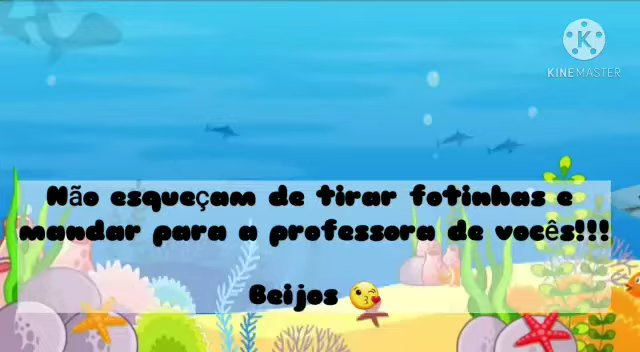 KINEMASTER
Não esqueçam de tirar fotinhas e
mandar para a professora de vocês!!!
Beijos 😘